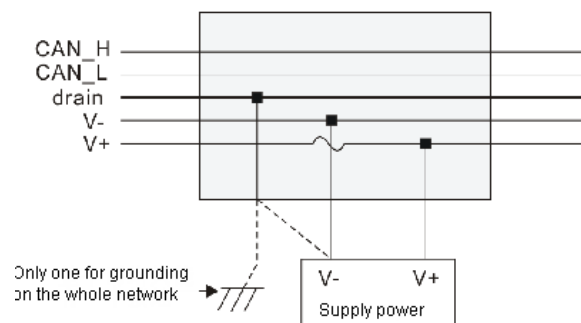 CAN_H
CAN_L
drain
V-
V+
Only one for grounding
on the whole network
V- V+
Supply power